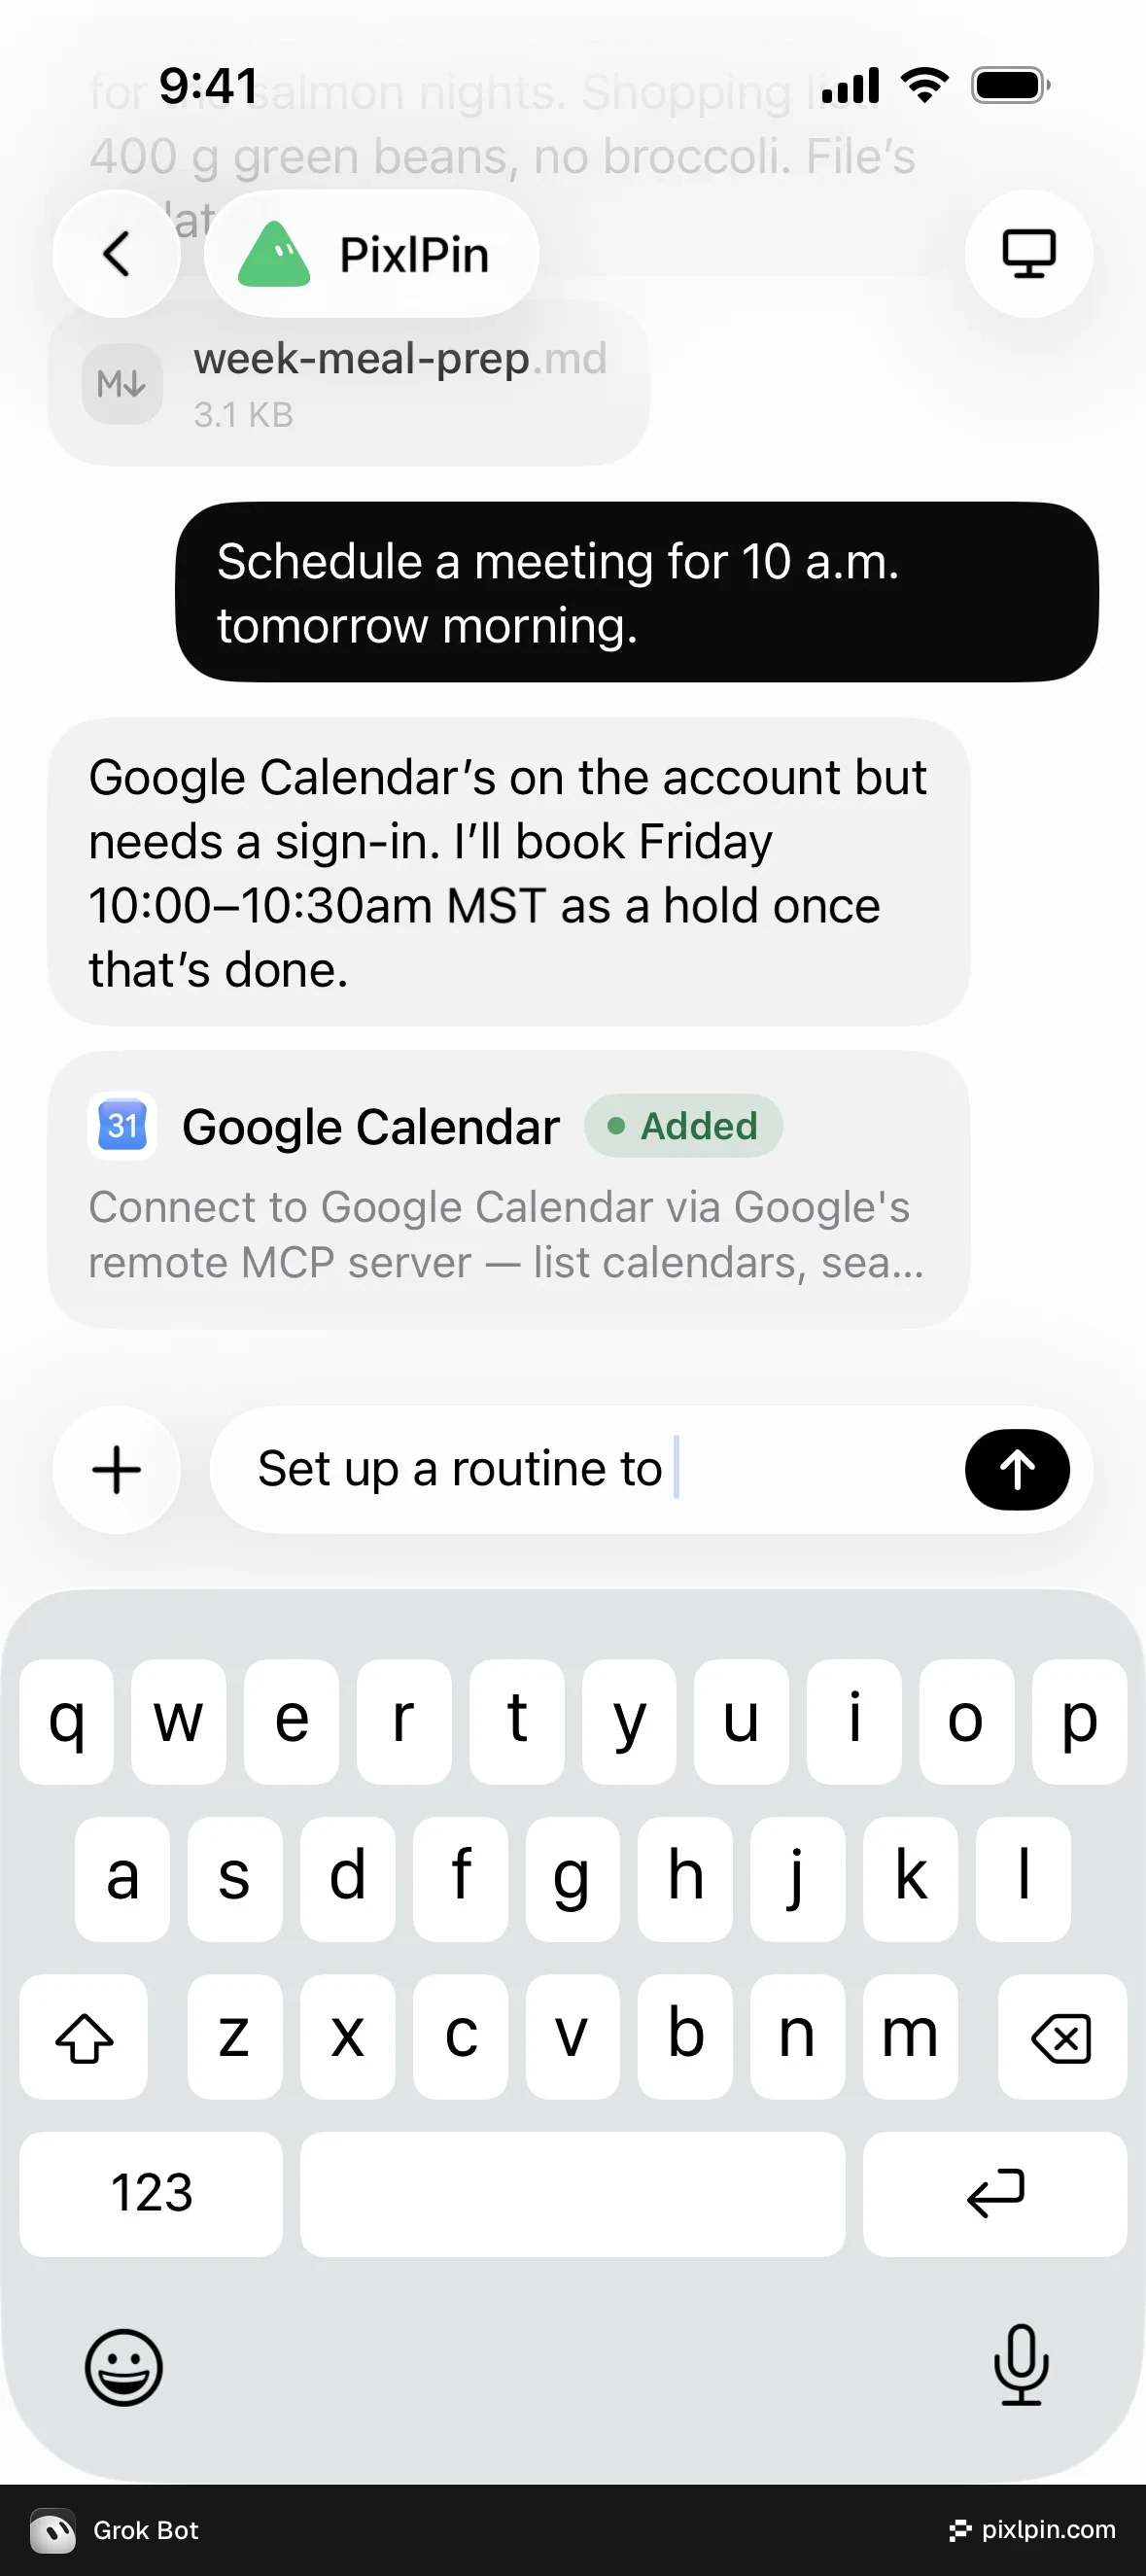 9:41
for salmon nights. Shopping
400 g green beans, no broccoli. File’s
PixlPin
M↓
week-meal-prep.md
3.1 KB
Schedule a meeting for 10 a.m.
tomorrow morning.
Google Calendar’s on the account but
needs a sign-in. I’ll book Friday
10:00–10:30am MST as a hold once
that’s done.
31
Google Calendar
Added
Connect to Google Calendar via Google's
remote MCP server — list calendars, sea...
Set up a routine to
q w e r t y u i o p
a s d f g h j k l
z x c v b n m
123
Grok Bot
pixlpin.com